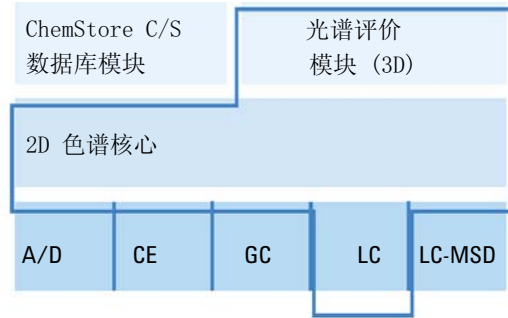 ChemStore C/S
数据库模块
光谱评价
模块 (3D)
2D 色谱核心
A/D CE GC LC LC-MSD